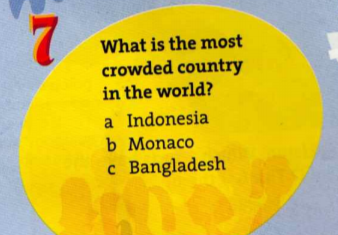 7
What is the most
crowded country
in the world?
a Indonesia
b Monaco
c Bangladesh